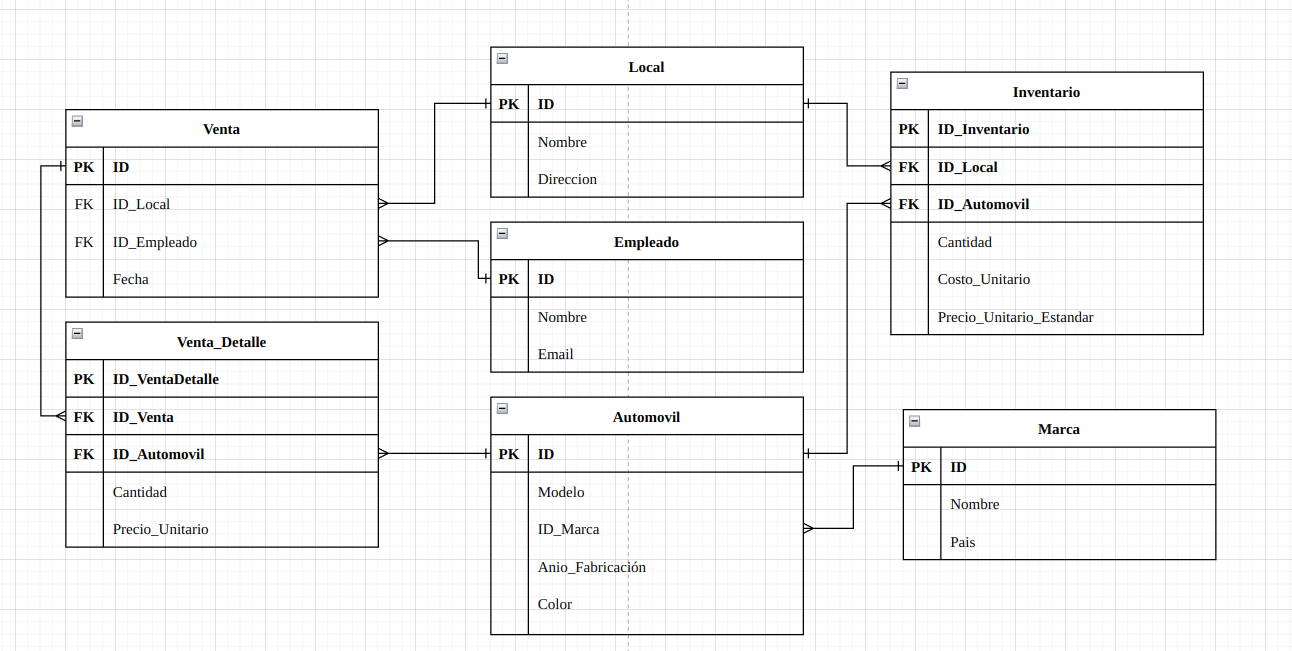 Venta
PK ID
FK ID_Local
FK ID_Empleado
Fecha
Venta_Detalle
PK ID_VentaDetalle
FK ID_Venta
FK ID_Automovil
Cantidad
Precio_Unitario
Local
PK ID
Nombre
Direccion
Empleado
PK ID
Nombre
Email
Automovil
PK ID
Modelo
ID_Marca
Anio_Fabricación
Color
Inventario
PK ID_Inventario
FK ID_Local
FK ID_Automovil
Cantidad
Costo_Unitario
Precio_Unitario_Estandar
Marca
PK ID
Nombre
Pais